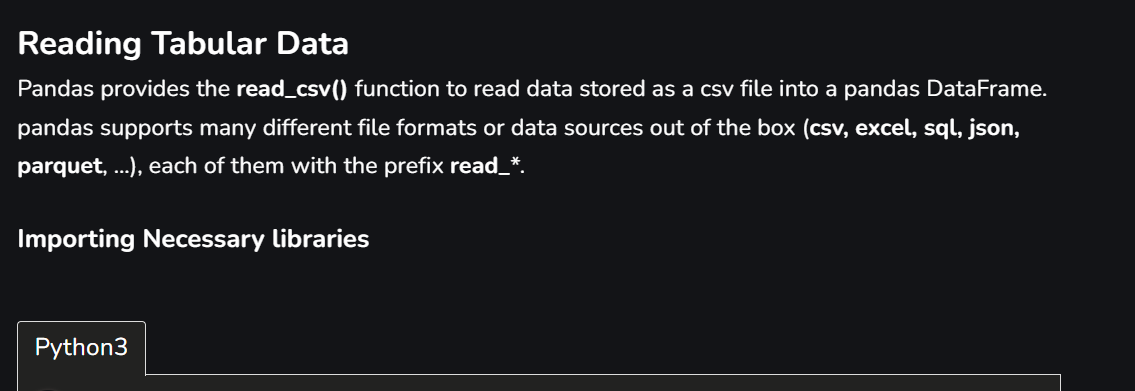 Reading Tabular Data
Pandas provides the read_csv() function to read data stored as a csv file into a pandas DataFrame.
pandas supports many different file formats or data sources out of the box (csv, excel, sql, json,
parquet, ...), each of them with the prefix read_*.
Importing Necessary libraries
Python3